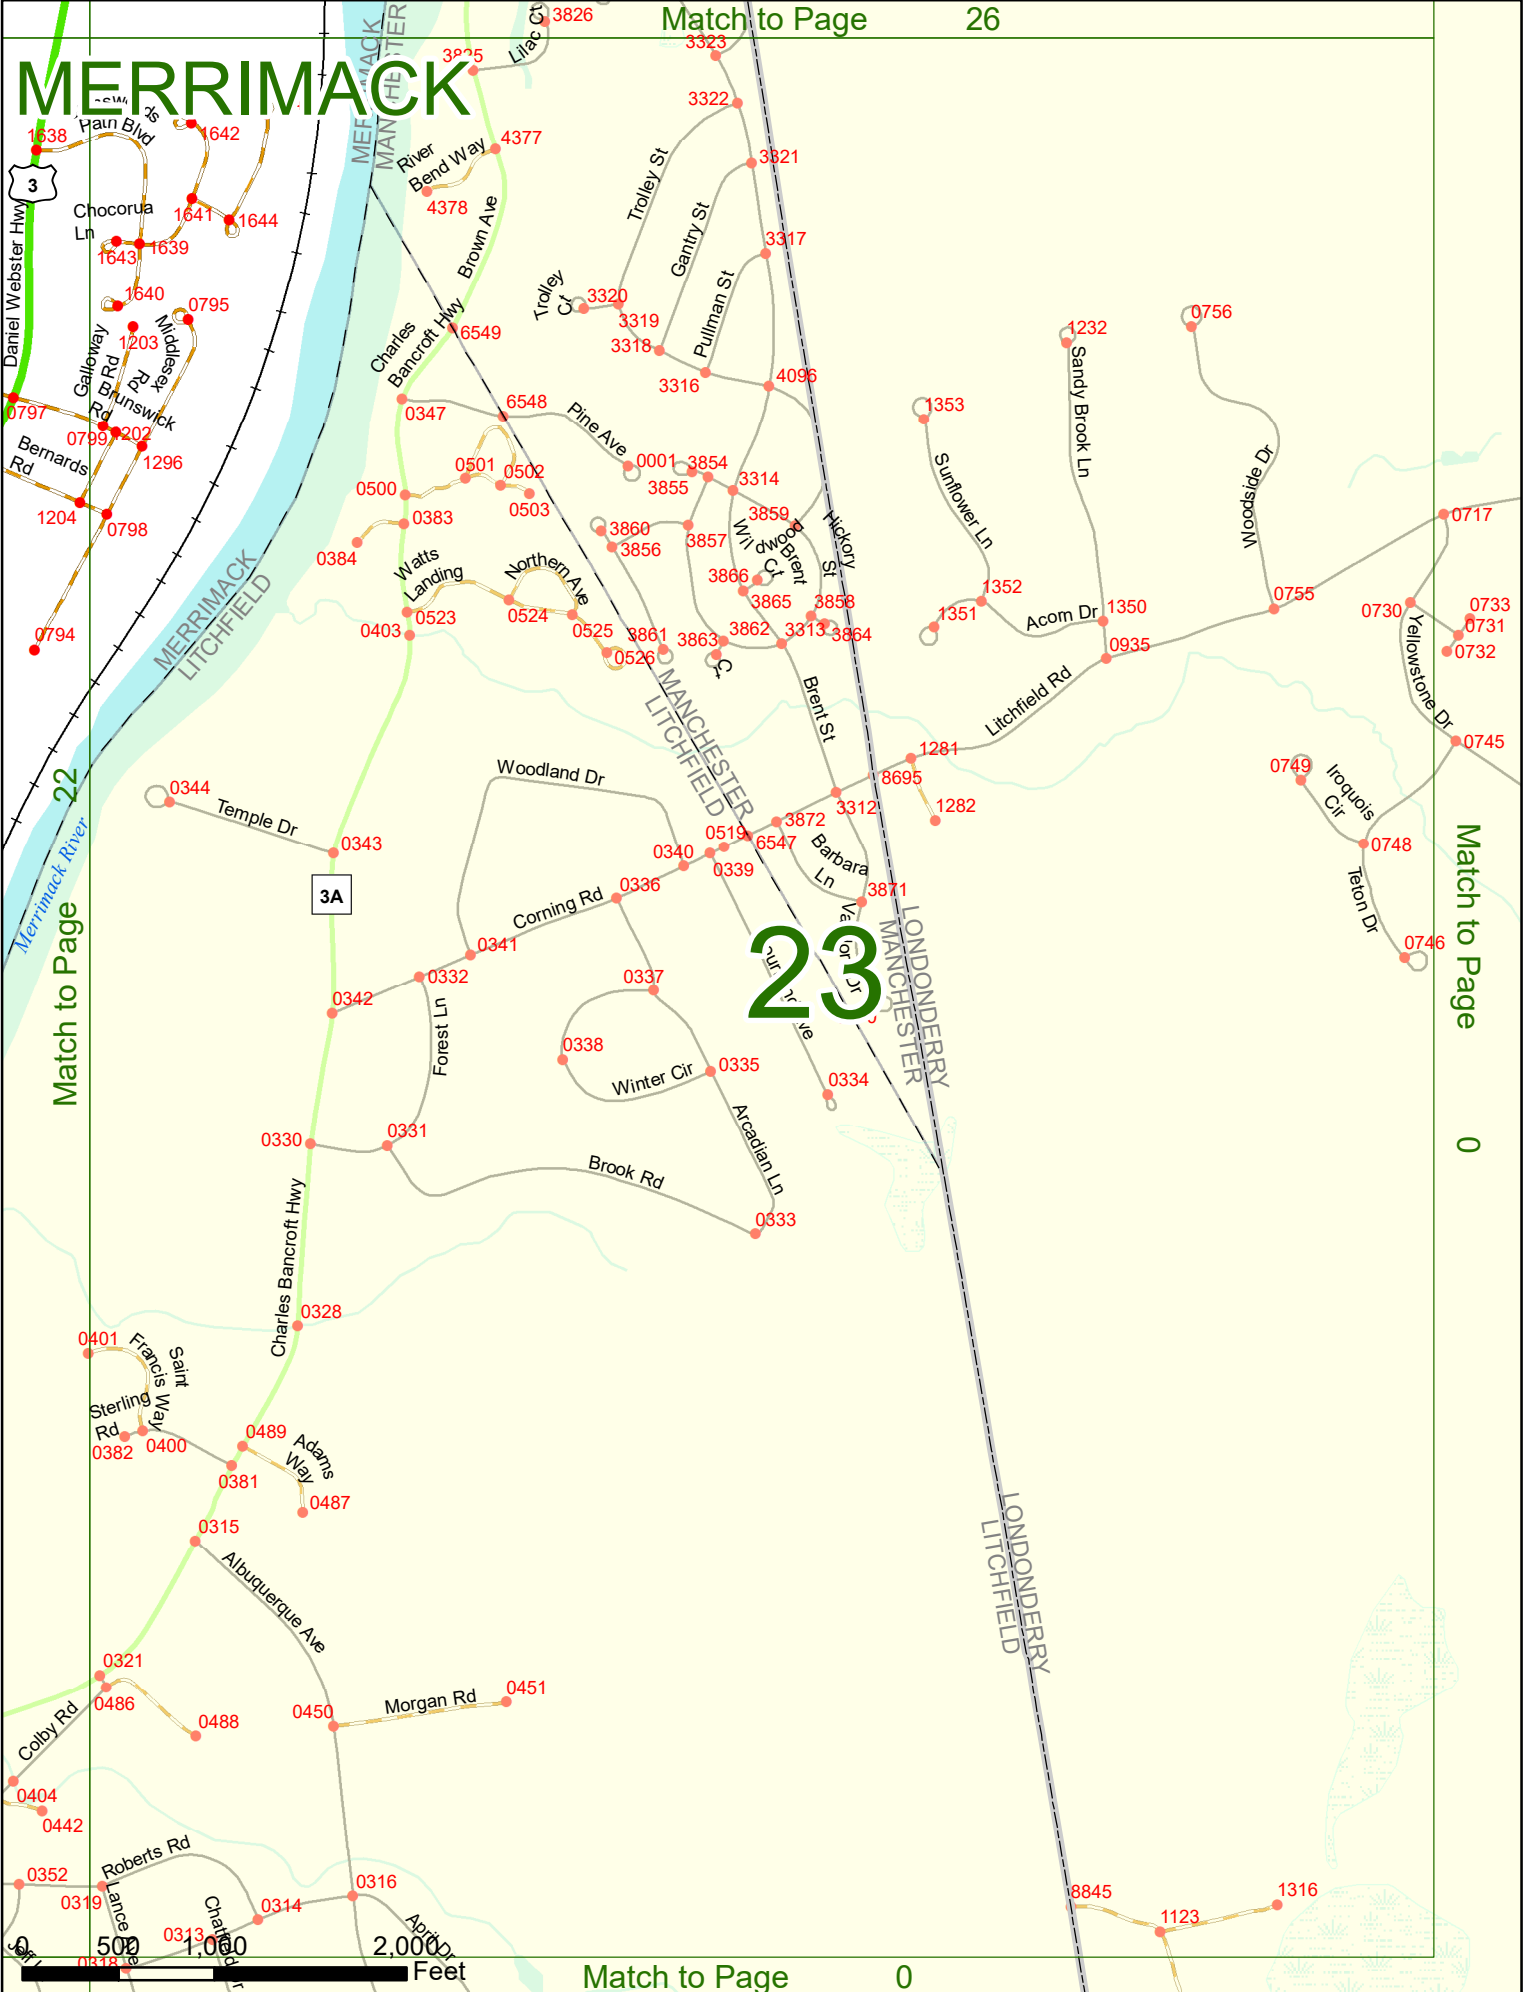 Match to Page 26
MERRIMACK
MERRIMACK
MANCHESTER
3826
Lilac Ct
3825
3323
3322
3321
3317
1638
Path Blvd
1642
3
Daniel Webster Hwy
Chocorua
Ln
1641
1644
1643
1639
1640
0795
1203
Galloway
Rd
Middlesex
Rd
Brunswick
Rd
0797
0799
1202
1296
Bernards
Rd
1204
0798
0794
River
Bend Way
4377
4378
Brown Ave
Trolley St
Gantry St
Pullman St
Trolley
Ct
3320
3319
3318
3316
4096
Charles
Bancroft Hwy
6549
0347
6548
Pine Ave
0001
3854
3855
3314
0501
0502
0503
0500
0383
0384
3860
3856
3857
3859
Wil
dwood
Ct
Brent
St
Hickory
3866
3865
3858
3864
3313
3862
3863
Ct
3861
Watts
Landing
Northern Ave
0523
0403
0524
0525
0526
MERRIMACK
LITCHFIELD
MANCHESTER
LITCHFIELD
Brent St
1353
Sunflower Ln
1232
Sandy Brook Ln
0756
Woodside Dr
0717
1352
1351
Acorn Dr
1350
0935
0755
0730
0733
0731
0732
Yellowstone Dr
0745
Litchfield Rd
1281
8695
1282
3312
0749
Iroquois
Cir
0748
Teton Dr
0746
Match to Page 22
Merrimack River
0344
Temple Dr
0343
3A
Woodland Dr
0519
6547
3872
0340
0339
0336
Barbara
Ln
3871
Corning Rd
0341
0332
0342
Forest Ln
0337
0338
Winter Cir
0335
0334
23
LONDONDERRY
MANCHESTER
Match to Page 0
0330
0331
Brook Rd
Arcadian Ln
0333
Charles Bancroft Hwy
0328
0401
Saint
Francis Way
Sterling
Rd
0382
0400
0489
Adams
Way
0381
0487
0315
Albuquerque Ave
LONDONDERRY
LITCHFIELD
0321
0486
0488
Colby Rd
0450
Morgan Rd
0451
0404
0442
0352
Roberts Rd
0319
0314
0316
0313
0318
April Dr
8845
1123
1316
0 500 1,000 2,000
Feet
Match to Page 0